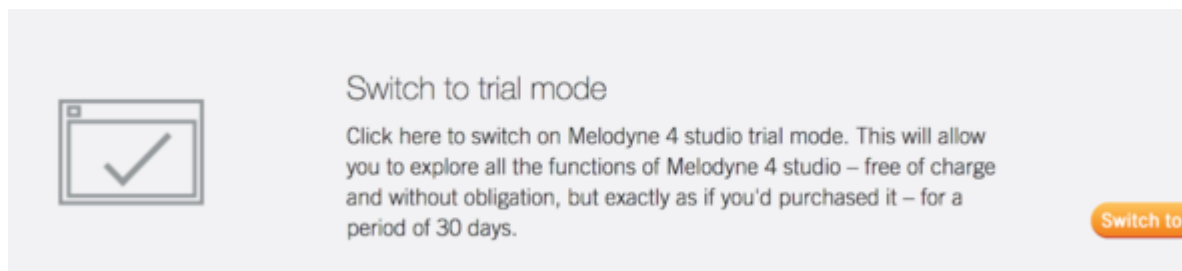 Switch to trial mode
Click here to switch on Melodyne 4 studio trial mode. This will allow
you to explore all the functions of Melodyne 4 studio – free of charge
and without obligation, but exactly as if you'd purchased it – for a
period of 30 days.
Switch to